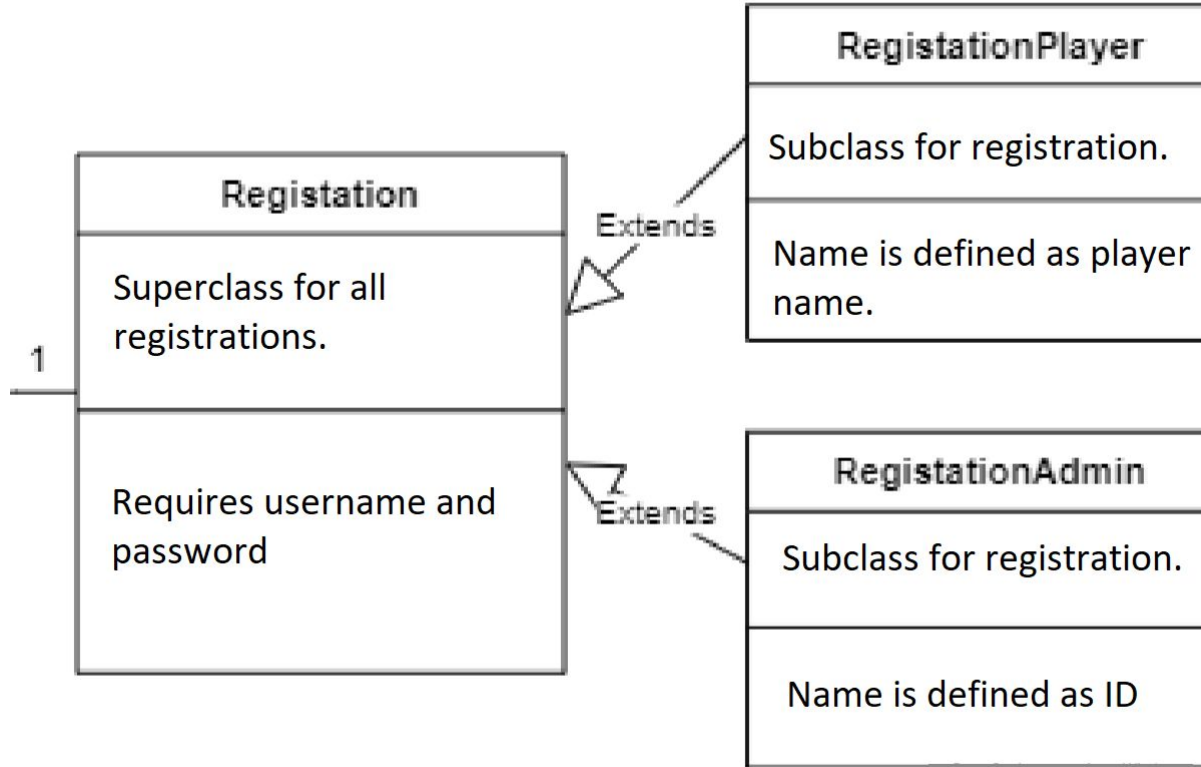 RegistationPlayer
Subclass for registration.
Name is defined as player
name.
Extends
Registation
Superclass for all
registrations.
1
Requires username and
password
Extends
RegistationAdmin
Subclass for registration.
Name is defined as ID